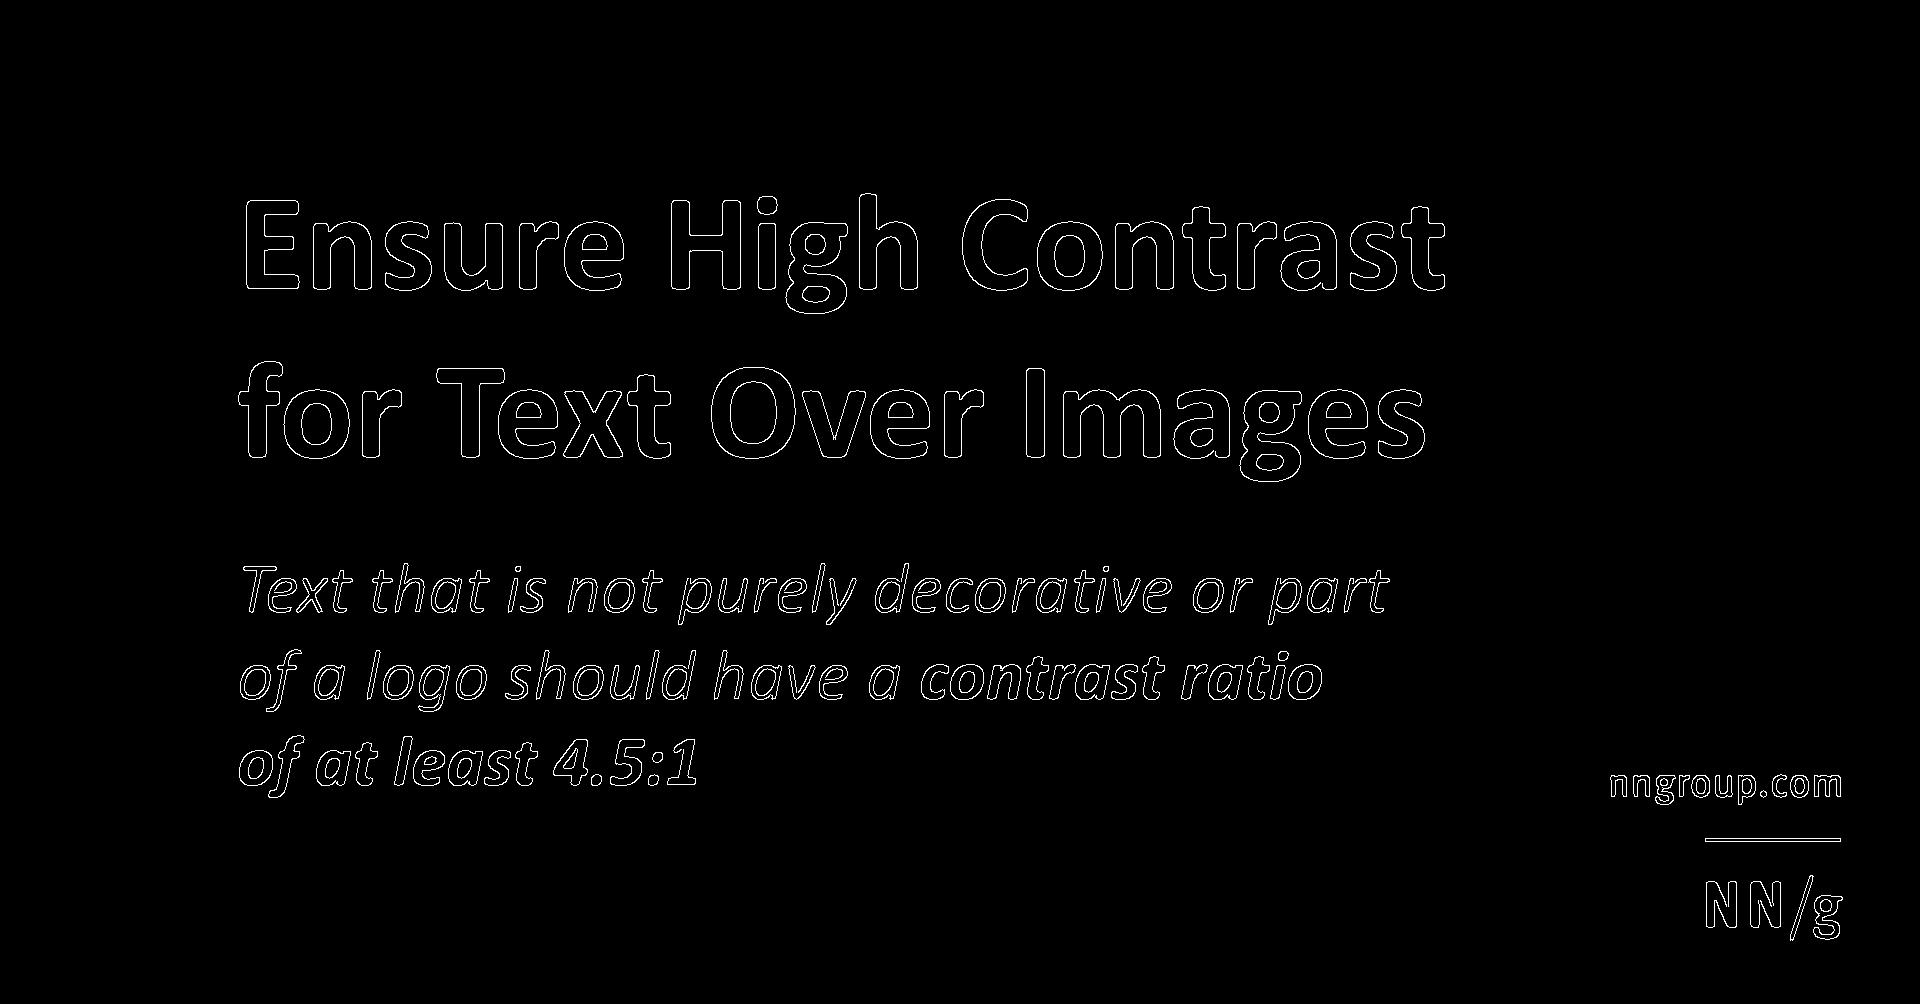 Ensure High Contrast
for Text Over Images
Text that is not purely decorative or part
of a logo should have a contrast ratio
of at least 4.5:1
nngroup.com
NN/g